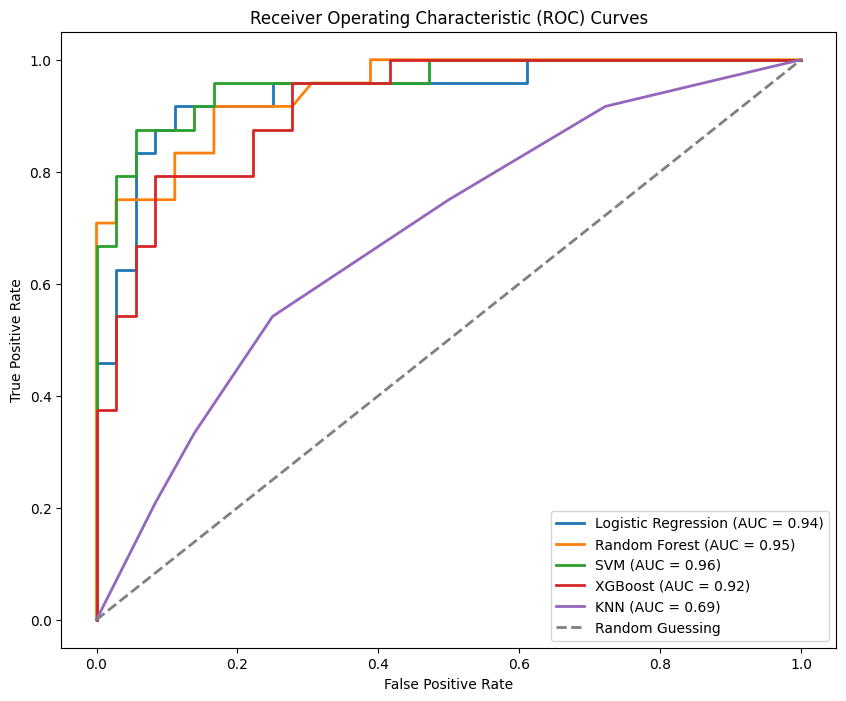 Receiver Operating Characteristic (ROC) Curves
True Positive Rate
1.0
0.8
0.6
0.4
0.2
0.0
0.0 0.2 0.4 0.6 0.8 1.0
False Positive Rate
Logistic Regression (AUC = 0.94)
Random Forest (AUC = 0.95)
SVM (AUC = 0.96)
XGBoost (AUC = 0.92)
KNN (AUC = 0.69)
Random Guessing